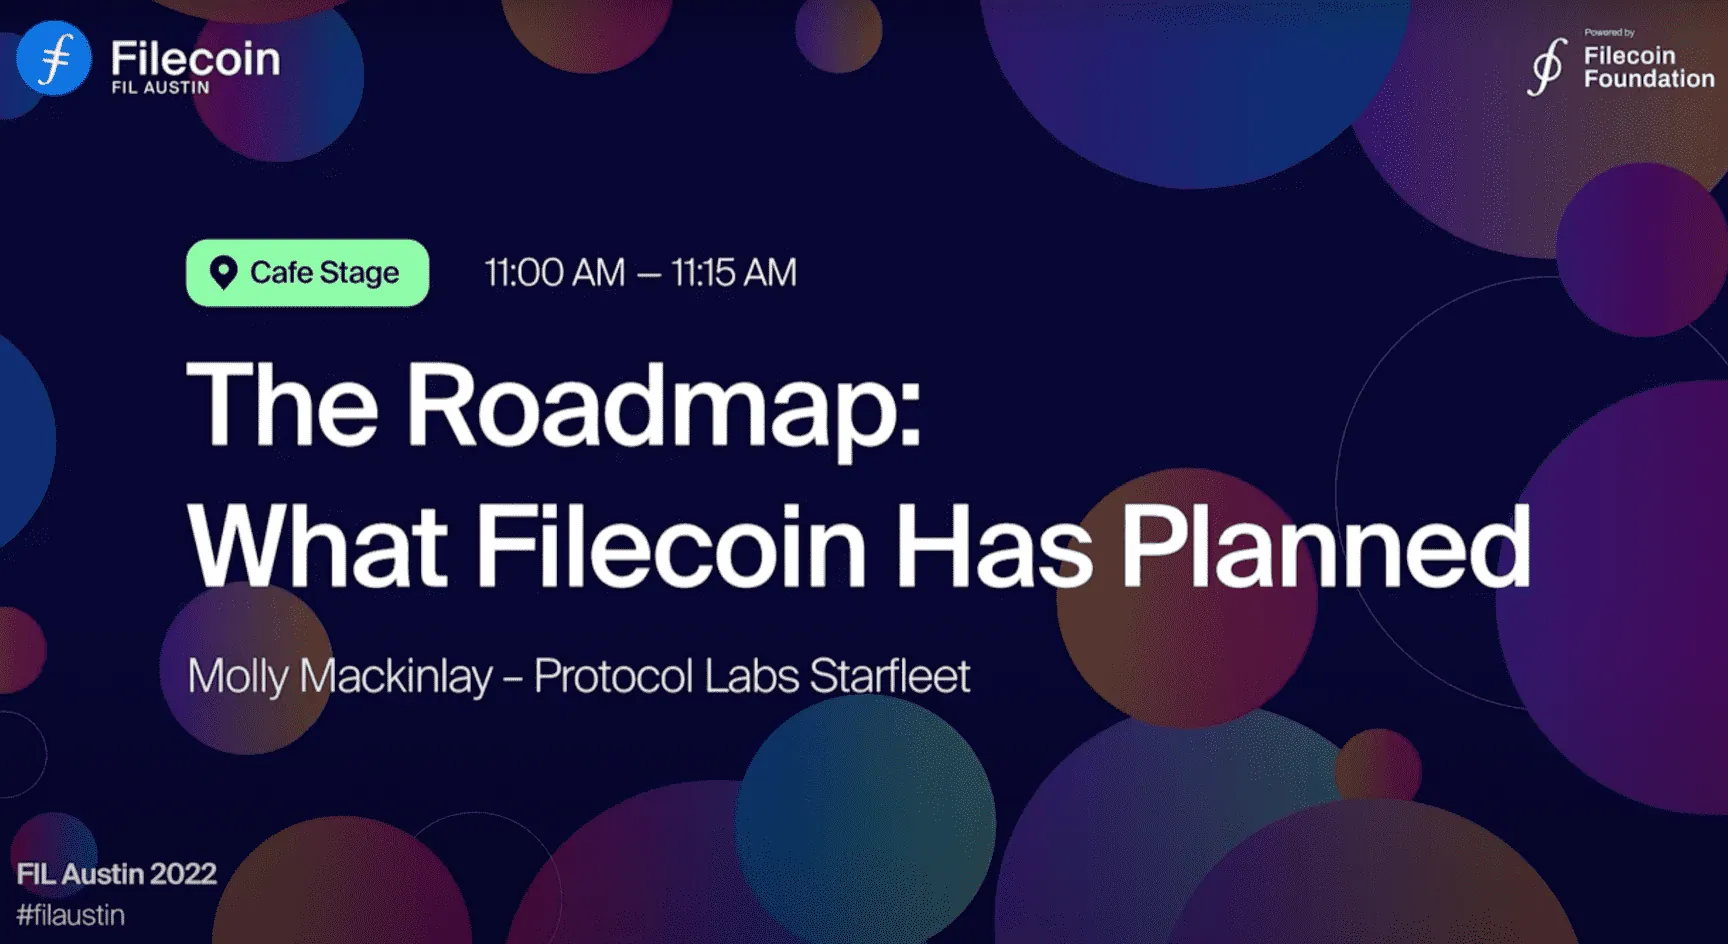 Filecoin
FIL AUSTIN
Powered by
Filecoin
Foundation
Cafe Stage
11:00 AM – 11:15 AM
The Roadmap:
What Filecoin Has Planned
Molly Mackinlay – Protocol Labs Starfleet
FIL Austin 2022
#filaustin